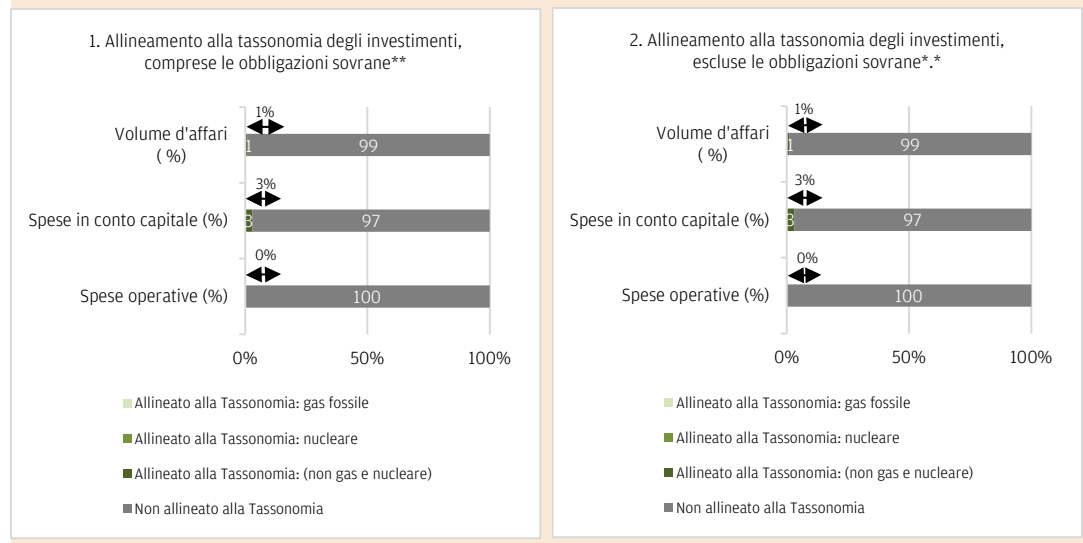 1. Allineamento alla tassonomia degli investimenti,
comprese le obbligazioni sovrane**
1%
Volume d'affari
( %)
1
99
3%
Spese in conto capitale (%)
3
97
0%
Spese operative (%)
100
0%
50%
100%
Allineato alla Tassonomia: gas fossile
Allineato alla Tassonomia: nucleare
Allineato alla Tassonomia: (non gas e nucleare)
Non allineato alla Tassonomia
2. Allineamento alla tassonomia degli investimenti,
escluse le obbligazioni sovrane*.*
1%
Volume d'affari
( %)
1
99
3%
Spese in conto capitale (%)
3
97
0%
Spese operative (%)
100
0%
50%
100%
Allineato alla Tassonomia: gas fossile
Allineato alla Tassonomia: nucleare
Allineato alla Tassonomia: (non gas e nucleare)
Non allineato alla Tassonomia